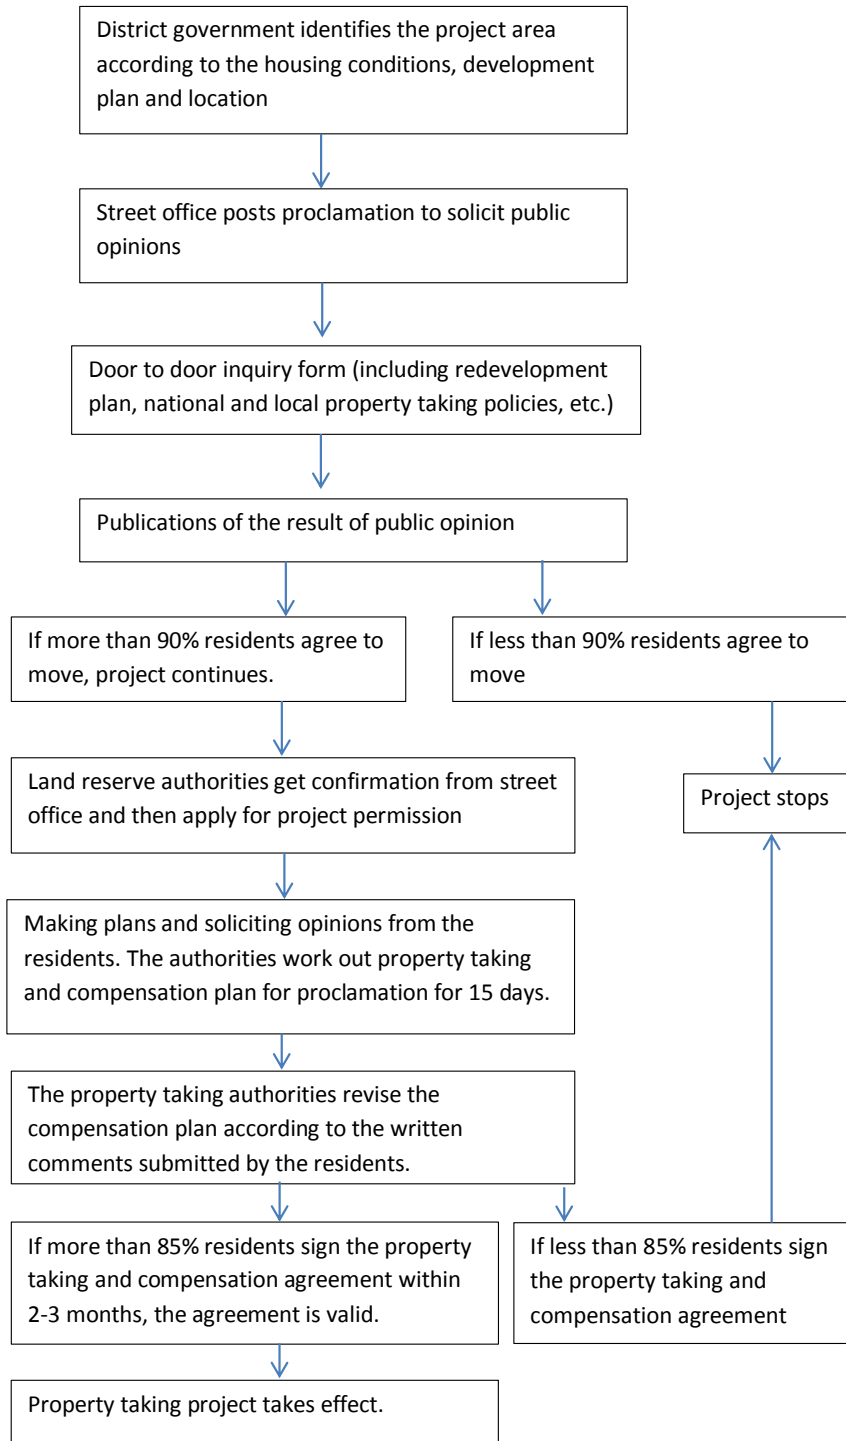 District government identifies the project area
according to the housing conditions, development
plan and location
Street office posts proclamation to solicit public
opinions
Door to door inquiry form (including redevelopment
plan, national and local property taking policies, etc.)
Publications of the result of public opinion
If more than 90% residents agree to
move, project continues.
If less than 90% residents agree to
move
Land reserve authorities get confirmation from street
office and then apply for project permission
Project stops
Making plans and soliciting opinions from the
residents. The authorities work out property taking
and compensation plan for proclamation for 15 days.
The property taking authorities revise the
compensation plan according to the written
comments submitted by the residents.
If more than 85% residents sign the property
taking and compensation agreement within
2-3 months, the agreement is valid.
If less than 85% residents sign
the property taking and
compensation agreement
Property taking project takes effect.